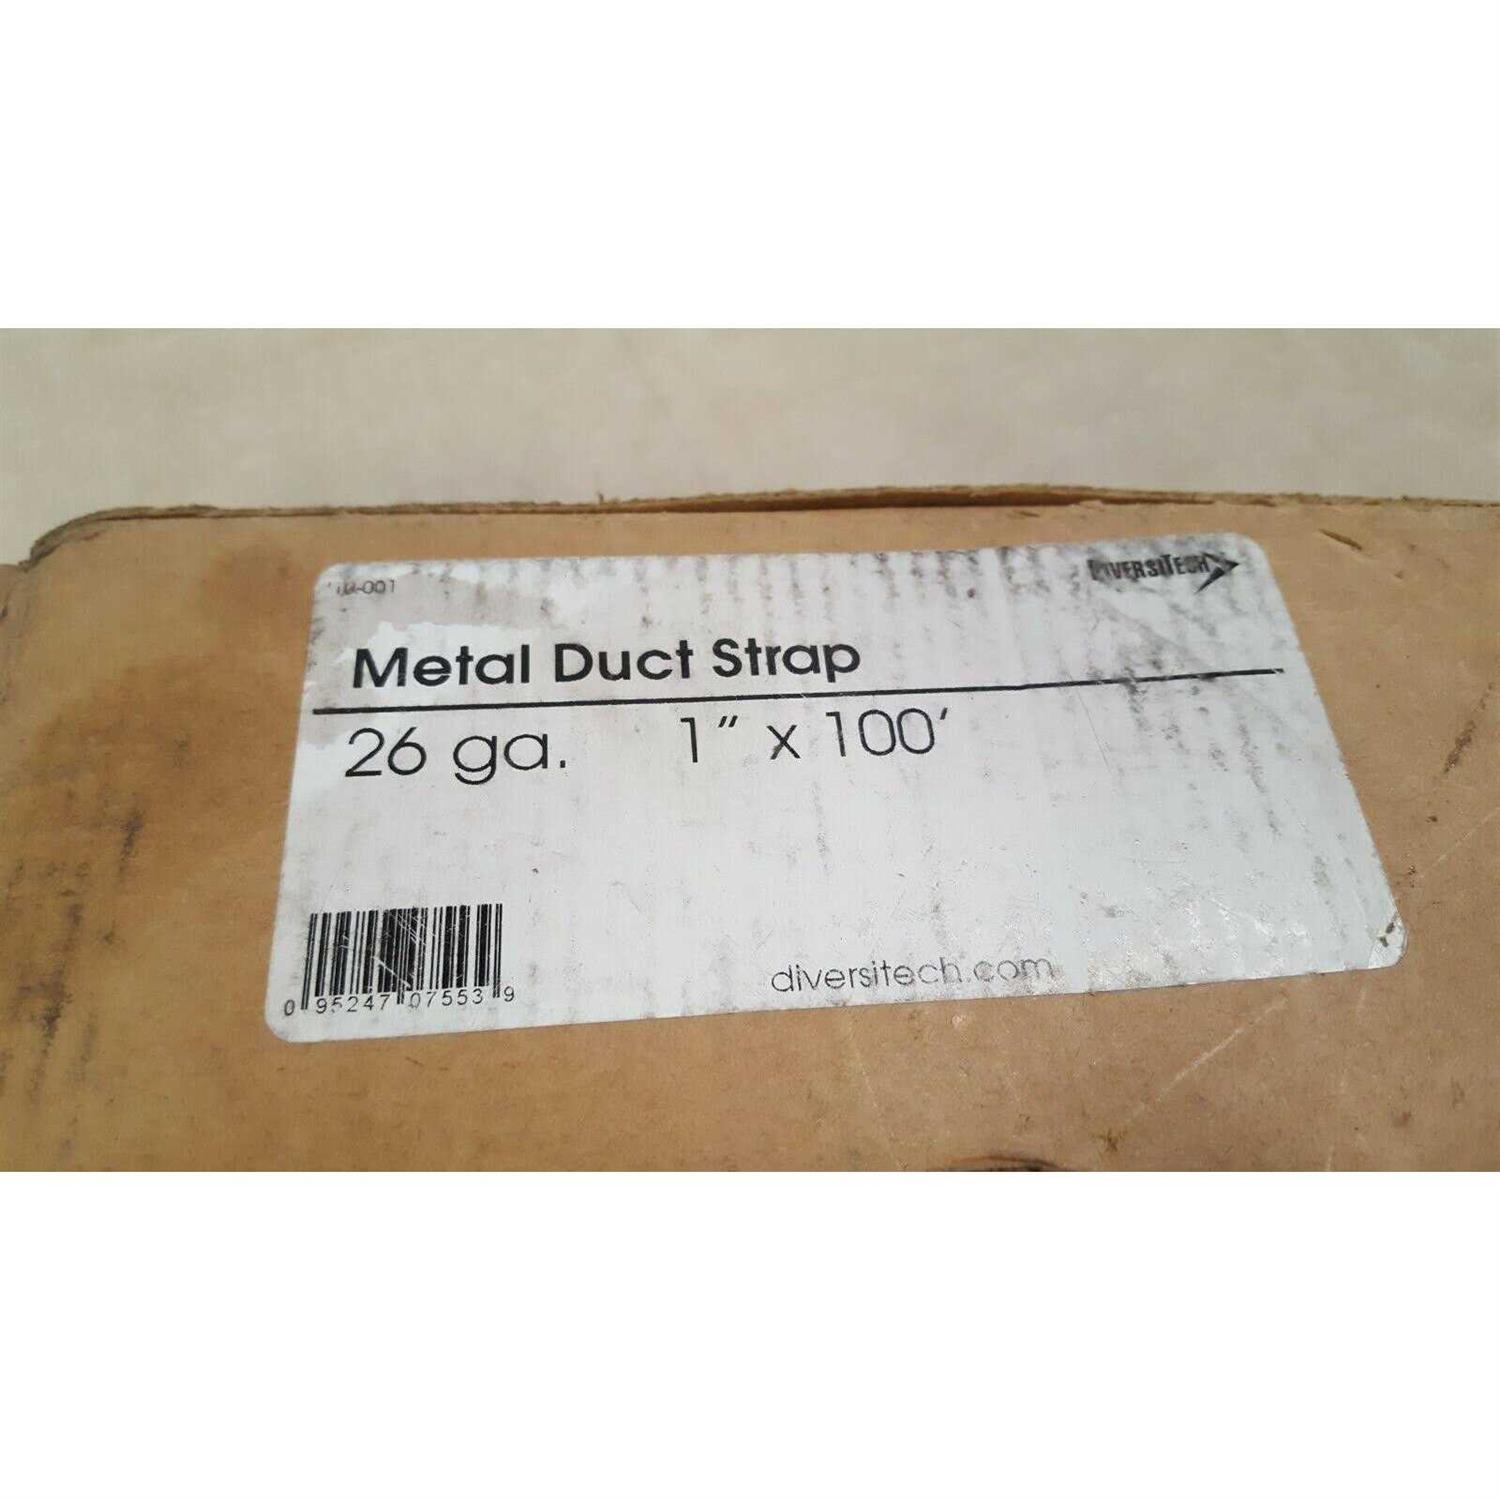 DIVERSITECH
Metal Duct Strap
26 ga. 1" x 100'
0 95247 07553 9
diversitech.com